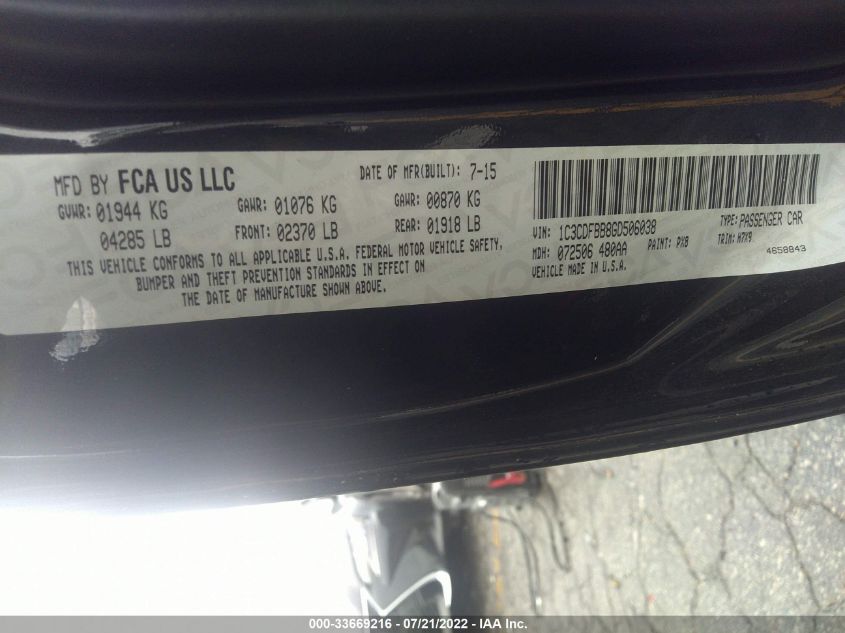 MFD BY FCA US LLC DATE OF MFR(BUILT): 7-15
GVWR: 01944 KG GAWR: 01076 KG GAWR: 00870 KG
04285 LB FRONT: 02370 LB REAR: 01918 LB
THIS VEHICLE CONFORMS TO ALL APPLICABLE U.S.A. FEDERAL MOTOR VEHICLE SAFETY,
BUMPER AND THEFT PREVENTION STANDARDS IN EFFECT ON
THE DATE OF MANUFACTURE SHOWN ABOVE.
VIN: 1C3CDFBB8GD506038 TYPE: PASSENGER CAR
MDH: 072506 480AA PAINT: PX8 TRIM: H7X9
VEHICLE MADE IN U.S.A. 4658843
000-33669216 - 07/21/2022 - IAA Inc.